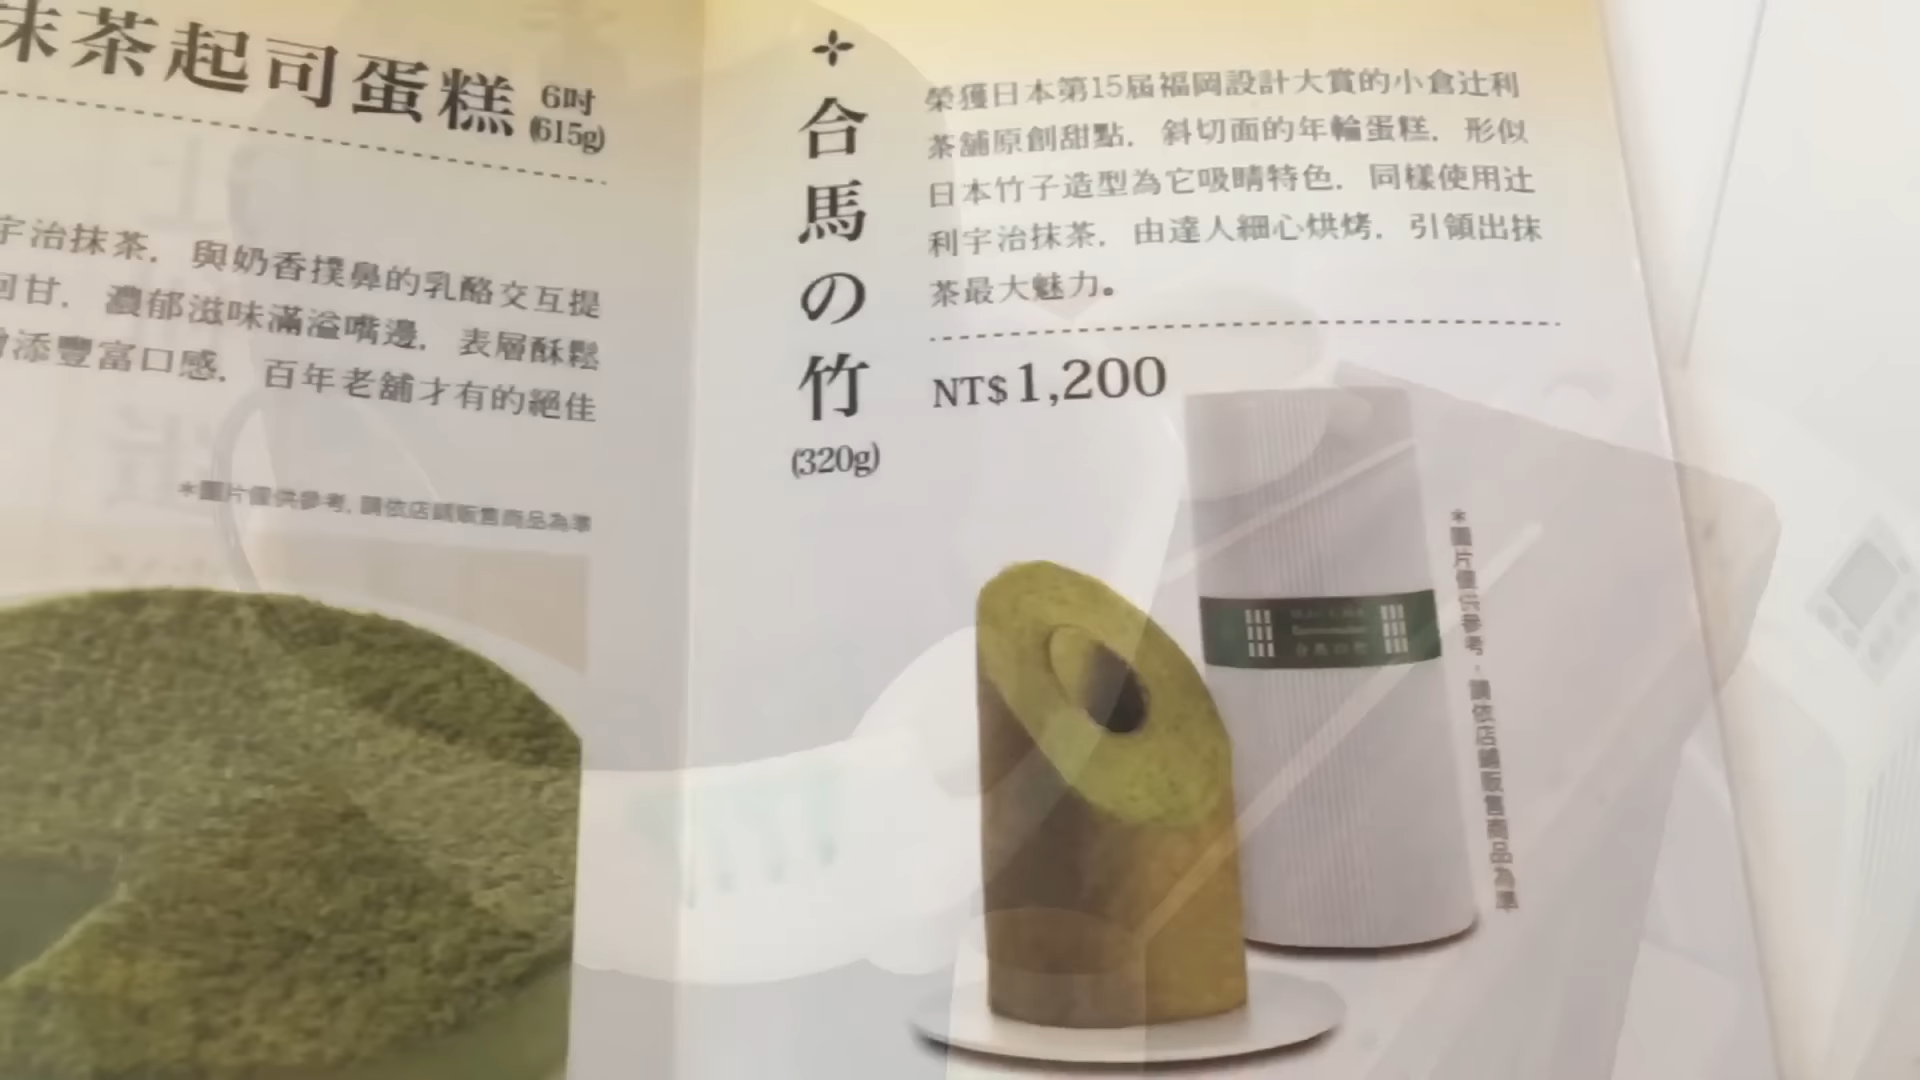 末茶起司蛋糕 6吋
(615g)
宇治抹茶，與奶香撲鼻的乳酪交互提
回甘，濃郁滋味滿溢嘴邊，表層酥鬆
增添豐富口感，百年老舖才有的絕佳
＊圖片僅供參考, 請依店鋪販售商品為準
合馬の竹
(320g)
榮獲日本第15屆福岡設計大賞的小倉辻利
茶舖原創甜點，斜切面的年輪蛋糕，形似
日本竹子造型為它吸睛特色，同樣使用辻
利宇治抹茶，由達人細心烘烤，引領出抹
茶最大魅力。
NT$1,200
＊圖片僅供參考，請依店鋪販售商品為準